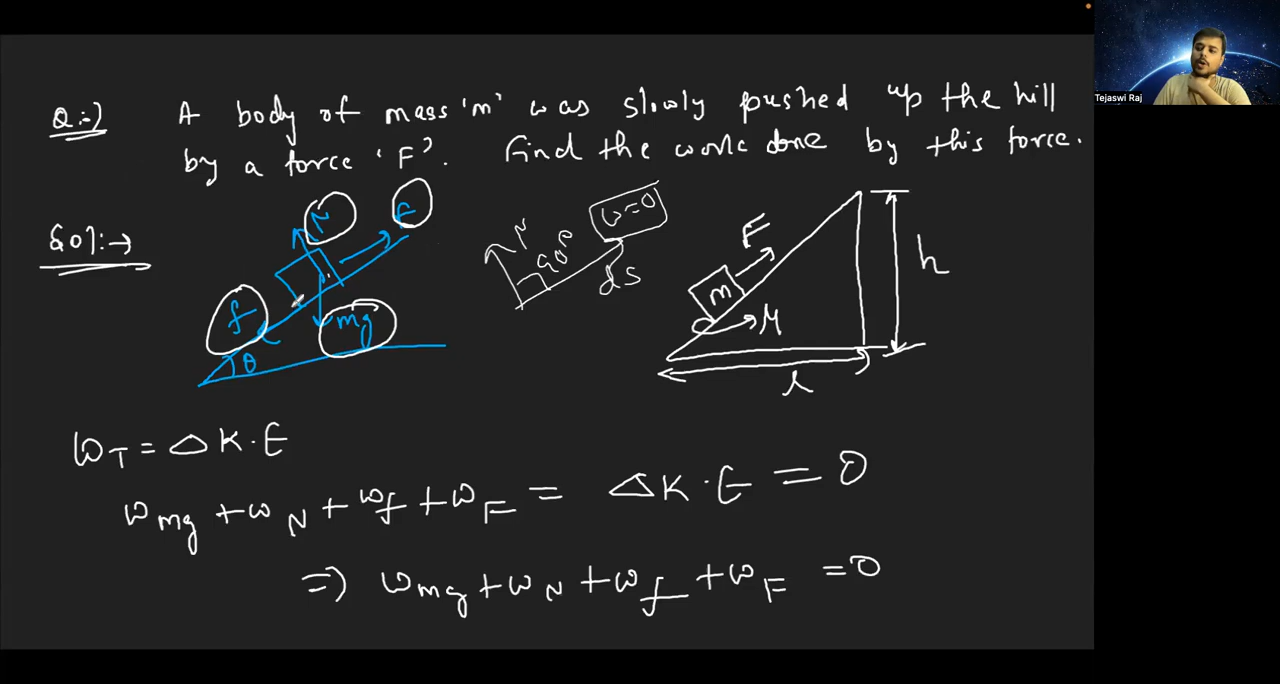 Tejaswi Raj
Q:-) A body of mass 'm' was slowly pushed up the hill
by a force 'F'. Find the work done by this force.
Sol:→
N
F
f
mg
θ
N
90°
ds
W=0
F
m
M
h
l
W_T = ΔK.E
W_mg + W_N + W_f + W_F = ΔK.E = 0
=> W_mg + W_N + W_f + W_F = 0